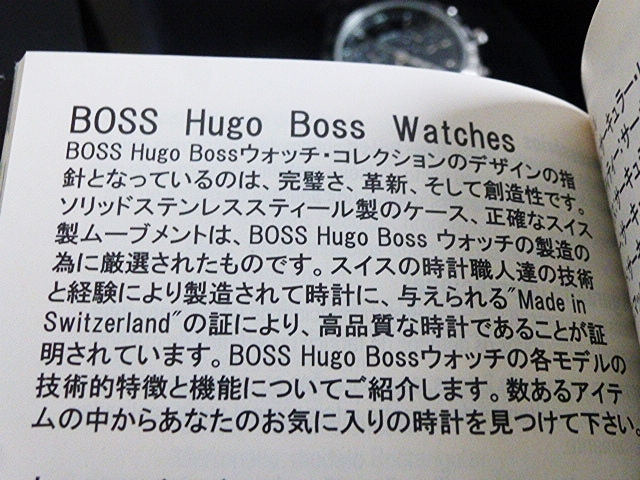 BOSS Hugo Boss Watches
BOSS Hugo Bossウォッチ・コレクションのデザインの指
針となっているのは、完璧さ、革新、そして創造性です。
ソリッドステンレススティール製のケース、正確なスイス
製ムーブメントは、BOSS Hugo Boss ウォッチの製造の
為に厳選されたものです。スイスの時計職人達の技術
と経験により製造されて時計に、与えられる"Made in
Switzerland"の証により、高品質な時計であることが証
明されています。BOSS Hugo Bossウォッチの各モデルの
技術的特徴と機能についてご紹介します。数あるアイテ
ムの中からあなたのお気に入りの時計を見つけて下さい。